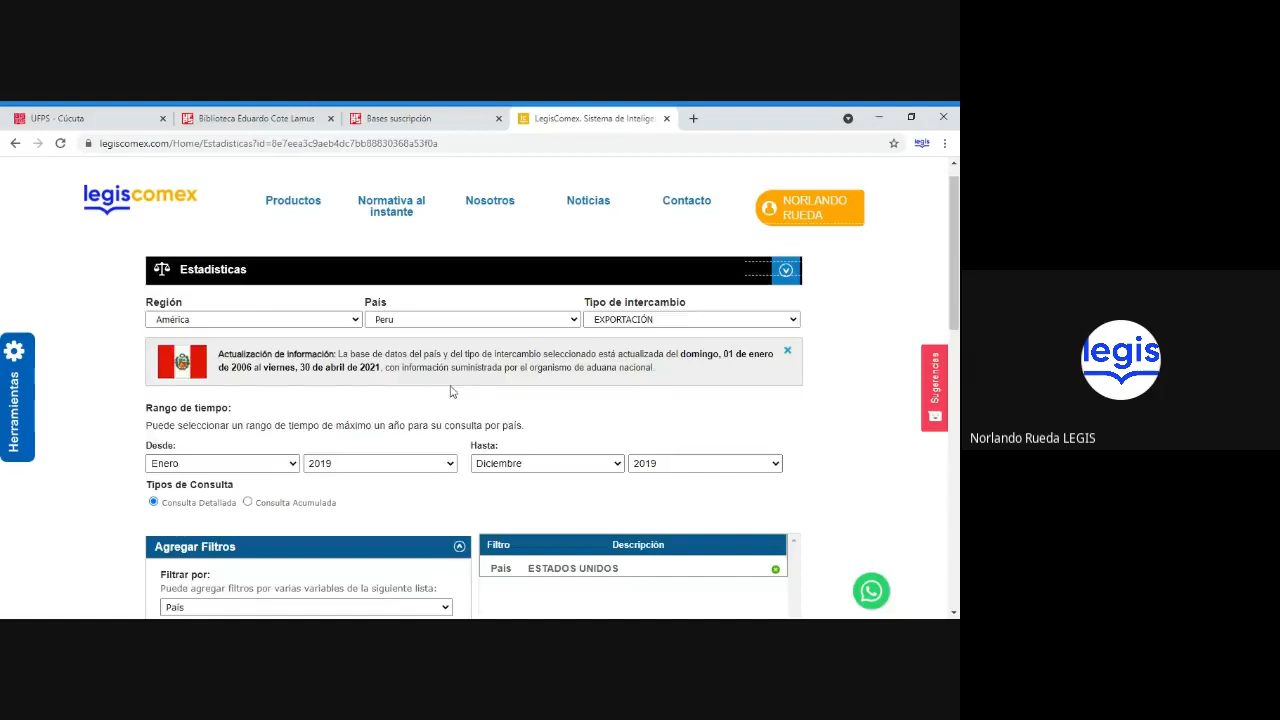 UFPS - Cúcuta
Biblioteca Eduardo Cote Lamus
Bases suscripción
LegisComex. Sistema de Intelige
legiscomex.com/Home/Estadisticas?id=8e7eea3c9aeb4dc7bb88830368a53f0a
legis
legiscomex
Productos
Normativa al
instante
Nosotros
Noticias
Contacto
NORLANDO
RUEDA
Estadísticas
Región
País
Tipo de intercambio
América
Peru
EXPORTACIÓN
Actualización de información: La base de datos del país y del tipo de intercambio seleccionado está actualizada del domingo, 01 de enero
de 2006 al viernes, 30 de abril de 2021, con información suministrada por el organismo de aduana nacional.
Rango de tiempo:
Puede seleccionar un rango de tiempo de máximo un año para su consulta por país.
Desde:
Hasta:
Enero
2019
Diciembre
2019
Tipos de Consulta
Consulta Detallada
Consulta Acumulada
Agregar Filtros
Filtrar por:
Puede agregar filtros por varias variables de la siguiente lista:
País
Filtro
Descripción
País
ESTADOS UNIDOS
Herramientas
Sugerencias
legis
Norlando Rueda LEGIS